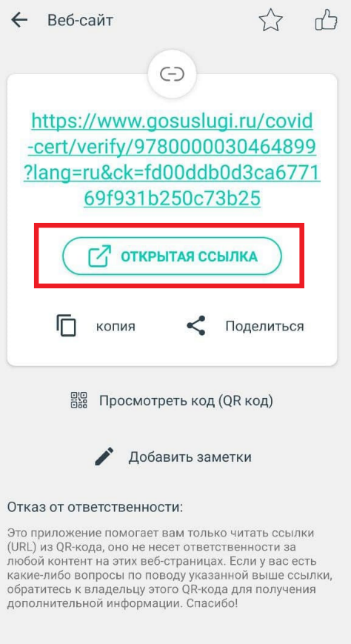 Веб-сайт
https://www.gosuslugi.ru/covid
-cert/verify/9780000030464899
?lang=ru&ck=fd00ddb0d3ca6771
69f931b250c73b25
ОТКРЫТАЯ ССЫЛКА
копия
Поделиться
Просмотреть код (QR код)
Добавить заметки
Отказ от ответственности:
Это приложение помогает вам только читать ссылки
(URL) из QR-кода, оно не несет ответственности за
любой контент на этих веб-страницах. Если у вас есть
какие-либо вопросы по поводу указанной выше ссылки,
обратитесь к владельцу этого QR-кода для получения
дополнительной информации. Спасибо!